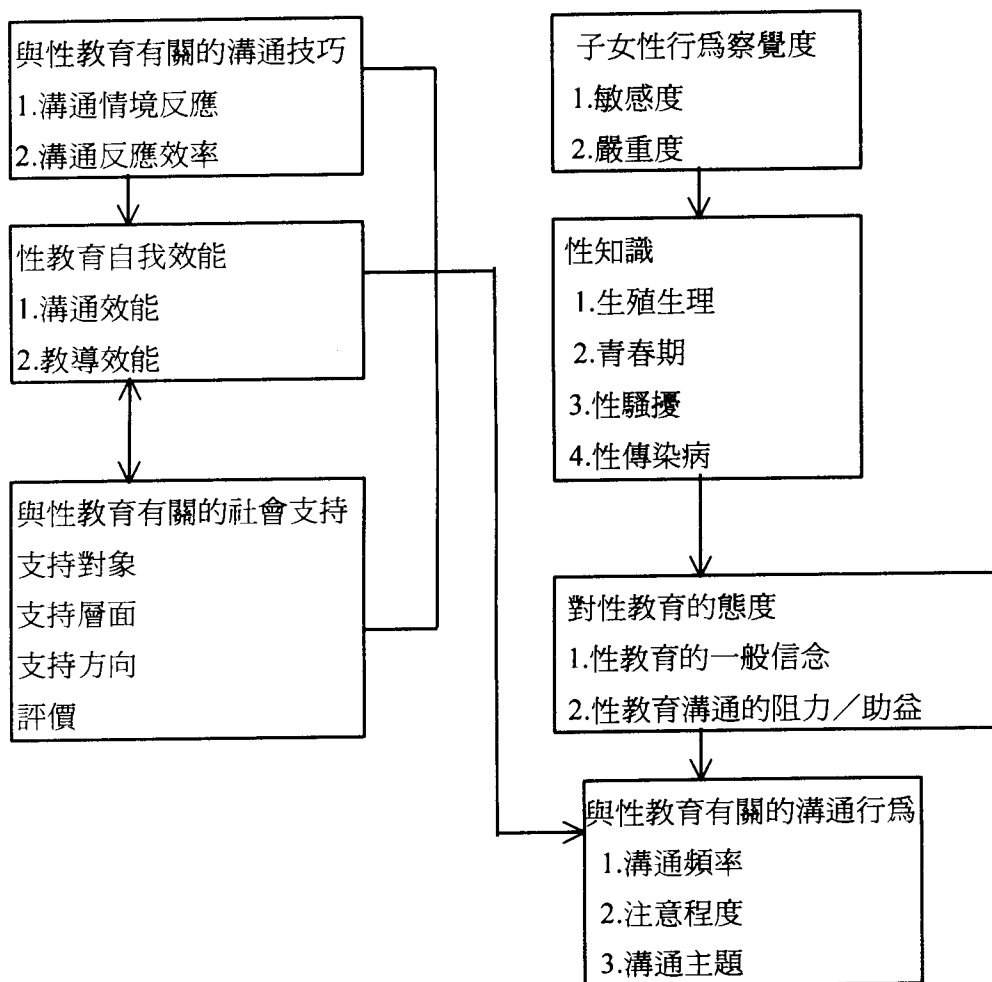 與性教育有關的溝通技巧
1.溝通情境反應
2.溝通反應效率
性教育自我效能
1.溝通效能
2.教導效能
與性教育有關的社會支持
支持對象
支持層面
支持方向
評價
子女性行爲察覺度
1.敏感度
2.嚴重度
性知識
1.生殖生理
2.青春期
3.性騷擾
4.性傳染病
對性教育的態度
1.性教育的一般信念
2.性教育溝通的阻力／助益
與性教育有關的溝通行爲
1.溝通頻率
2.注意程度
3.溝通主題